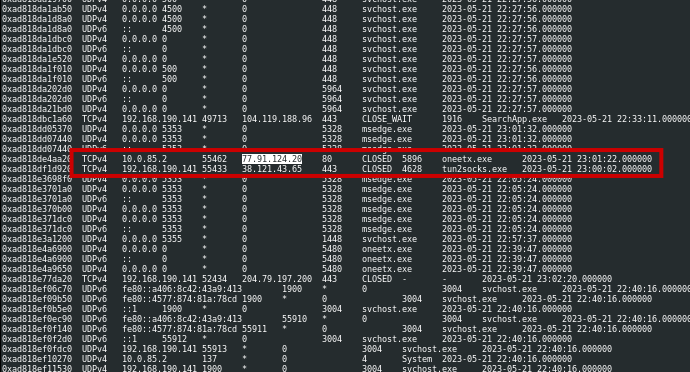 0xad818da1ab50 UDPv4 0.0.0.0 4500 * 0 448 svchost.exe 2023-05-21 22:27:56.000000
0xad818da1d8a0 UDPv4 0.0.0.0 4500 * 0 448 svchost.exe 2023-05-21 22:27:56.000000
0xad818da1d8a0 UDPv6 :: 4500 * 0 448 svchost.exe 2023-05-21 22:27:56.000000
0xad818da1dbc0 UDPv4 0.0.0.0 0 * 0 448 svchost.exe 2023-05-21 22:27:57.000000
0xad818da1dbc0 UDPv6 :: 0 * 0 448 svchost.exe 2023-05-21 22:27:57.000000
0xad818da1e520 UDPv4 0.0.0.0 0 * 0 448 svchost.exe 2023-05-21 22:27:57.000000
0xad818da1f010 UDPv4 0.0.0.0 500 * 0 448 svchost.exe 2023-05-21 22:27:56.000000
0xad818da1f010 UDPv6 :: 500 * 0 448 svchost.exe 2023-05-21 22:27:56.000000
0xad818da202d0 UDPv4 0.0.0.0 0 * 0 5964 svchost.exe 2023-05-21 22:27:56.000000
0xad818da202d0 UDPv6 :: 0 * 0 5964 svchost.exe 2023-05-21 22:27:56.000000
0xad818da21bd0 UDPv4 0.0.0.0 0 * 0 5964 svchost.exe 2023-05-21 22:27:56.000000
0xad818dbc1a60 TCPv4 192.168.190.141 49713 104.119.188.96 443 CLOSE_WAIT 1916 SearchApp.exe 2023-05-21 22:33:11.000000
0xad818dd05370 UDPv4 0.0.0.0 5353 * 0 5328 msedge.exe 2023-05-21 23:01:32.000000
0xad818dd07440 UDPv4 0.0.0.0 5353 * 0 5328 msedge.exe 2023-05-21 23:01:32.000000
0xad818dd07440 UDPv6
0xad818de4aa20 TCPv4 10.0.85.2 55462 77.91.124.20 80 CLOSED 5896 oneetx.exe 2023-05-21 23:01:22.000000
0xad818df1d920 TCPv4 192.168.190.141 55433 38.121.43.65 443 CLOSED 4628 tun2socks.exe 2023-05-21 23:00:02.000000
0xad818e3698f0 UDPv4 0.0.0.0 5353 * 0 5328 msedge.exe 2023-05-21 22:05:24.000000
0xad818e3701a0 UDPv4 0.0.0.0 5353 * 0 5328 msedge.exe 2023-05-21 22:05:24.000000
0xad818e3701a0 UDPv6 :: 5353 * 0 5328 msedge.exe 2023-05-21 22:05:24.000000
0xad818e370b00 UDPv4 0.0.0.0 5353 * 0 5328 msedge.exe 2023-05-21 22:05:24.000000
0xad818e371dc0 UDPv4 0.0.0.0 5353 * 0 5328 msedge.exe 2023-05-21 22:05:24.000000
0xad818e371dc0 UDPv6 :: 5353 * 0 5328 msedge.exe 2023-05-21 22:05:24.000000
0xad818e3a1200 UDPv4 0.0.0.0 5355 * 0 1448 svchost.exe 2023-05-21 22:57:37.000000
0xad818e4a6900 UDPv4 0.0.0.0 0 * 0 5480 oneetx.exe 2023-05-21 22:39:47.000000
0xad818e4a6900 UDPv6 :: 0 * 0 5480 oneetx.exe 2023-05-21 22:39:47.000000
0xad818e4a9650 UDPv4 0.0.0.0 0 * 0 5480 oneetx.exe 2023-05-21 22:39:47.000000
0xad818e77da20 TCPv4 192.168.190.141 52434 204.79.197.200 443 CLOSED - - 2023-05-21 23:02:20.000000
0xad818ef06c70 UDPv6 fe80::a406:8c42:43a9:413 1900 * 0 3004 svchost.exe 2023-05-21 22:40:16.000000
0xad818ef09b50 UDPv6 fe80::4577:874:81a:78cd 1900 * 0 3004 svchost.exe 2023-05-21 22:40:16.000000
0xad818ef0b5e0 UDPv6 ::1 1900 * 0 3004 svchost.exe 2023-05-21 22:40:16.000000
0xad818ef0ec90 UDPv6 fe80::a406:8c42:43a9:413 55910 * 0 3004 svchost.exe 2023-05-21 22:40:16.000000
0xad818ef0f140 UDPv6 fe80::4577:874:81a:78cd 55911 * 0 3004 svchost.exe 2023-05-21 22:40:16.000000
0xad818ef0f2d0 UDPv6 ::1 55912 * 0 3004 svchost.exe 2023-05-21 22:40:16.000000
0xad818ef0fdc0 UDPv4 192.168.190.141 55913 * 0 3004 svchost.exe 2023-05-21 22:40:16.000000
0xad818ef10270 UDPv4 10.0.85.2 137 * 0 4 System 2023-05-21 22:40:16.000000
0xad818ef11530 UDPv4 192.168.190.141 1900 * 0 3004 svchost.exe 2023-05-21 22:40:16.000000